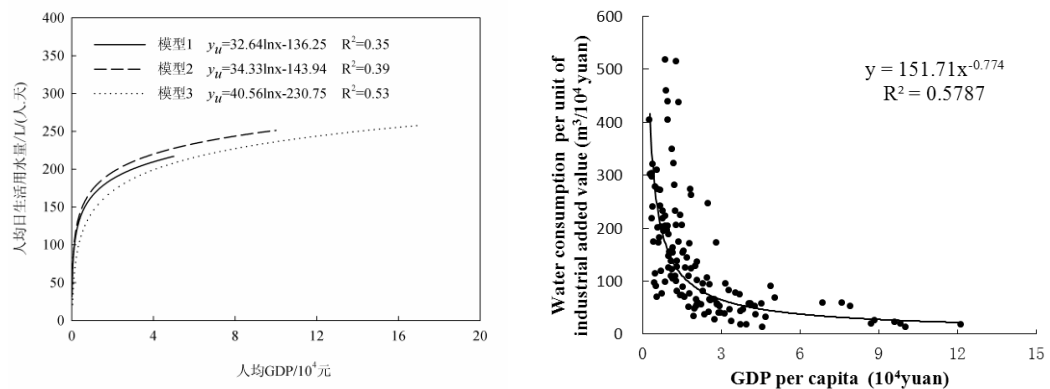 400
350
300
250
200
150
100
50
0
人均日生活用水量/L/(人.天)
模型1 yu=32.64lnx-136.25 R²=0.35
模型2 yu=34.33lnx-143.94 R²=0.39
模型3 yu=40.56lnx-230.75 R²=0.53
0 4 8 12 16 20
人均GDP/10⁴元
600
500
400
300
200
100
0
Water consumption per unit of
industrial added value (m³/10⁴ yuan)
y = 151.71x⁻⁰·⁷⁷⁴
R² = 0.5787
0 3 6 9 12 15
GDP per capita (10⁴yuan)